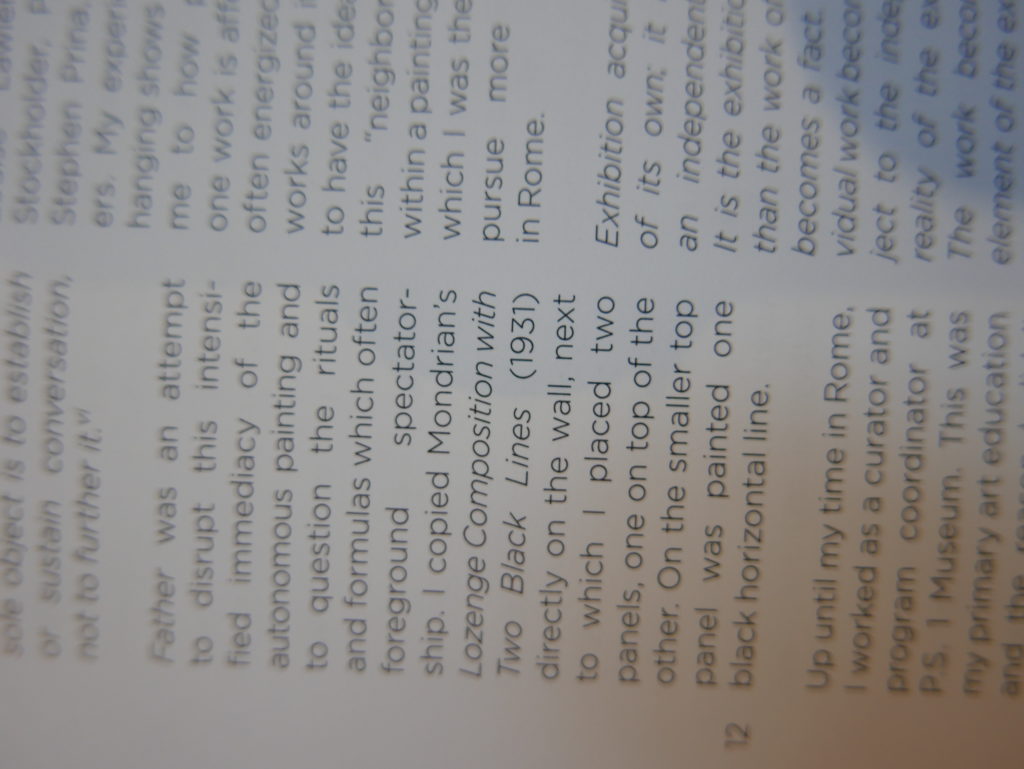 sole object is to establish
or sustain conversation,
not to further it.vi
Father was an attempt
to disrupt this intensi-
fied immediacy of the
autonomous painting and
to question the rituals
and formulas which often
foreground spectator-
ship. I copied Mondrian's
Lozenge Composition with
Two Black Lines (1931)
directly on the wall, next
to which I placed two
panels, one on top of the
other. On the smaller top
panel was painted one
black horizontal line.
Up until my time in Rome,
I worked as a curator and
program coordinator at
P.S. 1 Museum. This was
my primary art education
and the
12
Stockholder, P
Stephen Prina,
ers. My experi
hanging shows
me to how
one work is aff
often energized
works around i
to have the idea
this "neighbor
within a painting
which I was the
pursue more
in Rome.
Exhibition acqu
of its own; it
an independent
It is the exhibitio
than the work o
becomes a fact
vidual work becom
ject to the indep
reality of the ex
The work becom
element of the ex